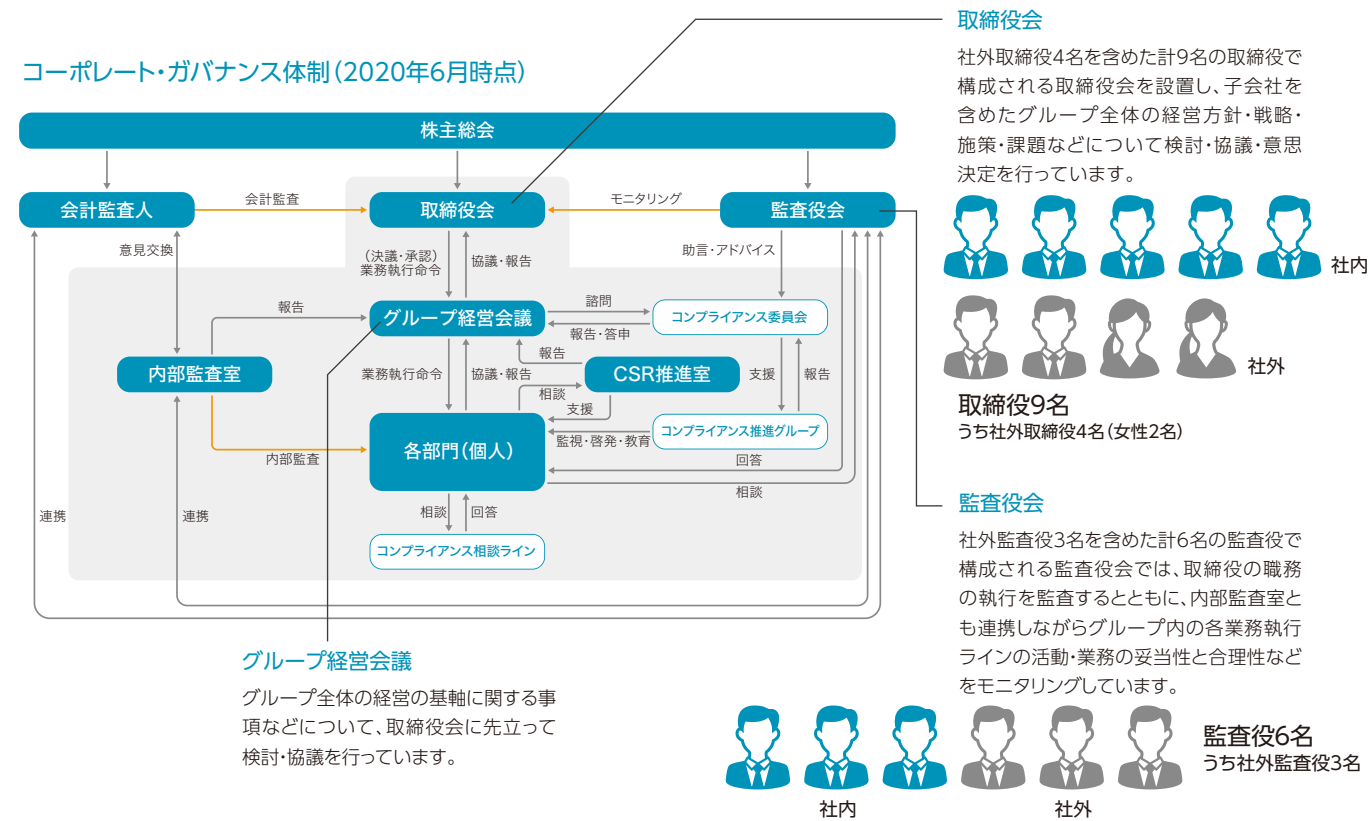 コーポレート・ガバナンス体制（2020年6月時点）
株主総会
会計監査人
会計監査
取締役会
モニタリング
監査役会
意見交換
（決議・承認）
業務執行命令
協議・報告
助言・アドバイス
報告
グループ経営会議
諮問
報告・答申
コンプライアンス委員会
内部監査室
業務執行命令
協議・報告
報告
CSR推進室
相談
支援
支援
報告
内部監査
各部門（個人）
監視・啓発・教育
コンプライアンス推進グループ
回答
相談
連携
連携
相談
回答
コンプライアンス相談ライン
グループ経営会議
グループ全体の経営の基軸に関する事
項などについて、取締役会に先立って
検討・協議を行っています。
取締役会
社外取締役4名を含めた計9名の取締役で
構成される取締役会を設置し、子会社を
含めたグループ全体の経営方針・戦略・
施策・課題などについて検討・協議・意思
決定を行っています。
社内
社外
取締役9名
うち社外取締役4名（女性2名）
監査役会
社外監査役3名を含めた計6名の監査役で
構成される監査役会では、取締役の職務
の執行を監査するとともに、内部監査室と
も連携しながらグループ内の各業務執行
ラインの活動・業務の妥当性と合理性など
をモニタリングしています。
監査役6名
うち社外監査役3名
社内
社外